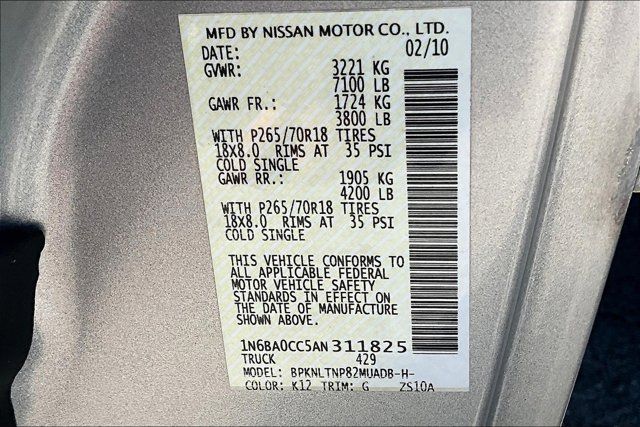 MFD BY NISSAN MOTOR CO., LTD.
DATE: 02/10
GVWR: 3221 KG
7100 LB
GAWR FR.: 1724 KG
3800 LB
WITH P265/70R18 TIRES
18X8.0 RIMS AT 35 PSI
COLD SINGLE
GAWR RR.: 1905 KG
4200 LB
WITH P265/70R18 TIRES
18X8.0 RIMS AT 35 PSI
COLD SINGLE
THIS VEHICLE CONFORMS TO
ALL APPLICABLE FEDERAL
MOTOR VEHICLE SAFETY
STANDARDS IN EFFECT ON
THE DATE OF MANUFACTURE
SHOWN ABOVE.
1N6BA0CC5AN311825
TRUCK 429
MODEL: BPKNLTNP82MUADB-H-
COLOR: K12 TRIM: G ZS10A